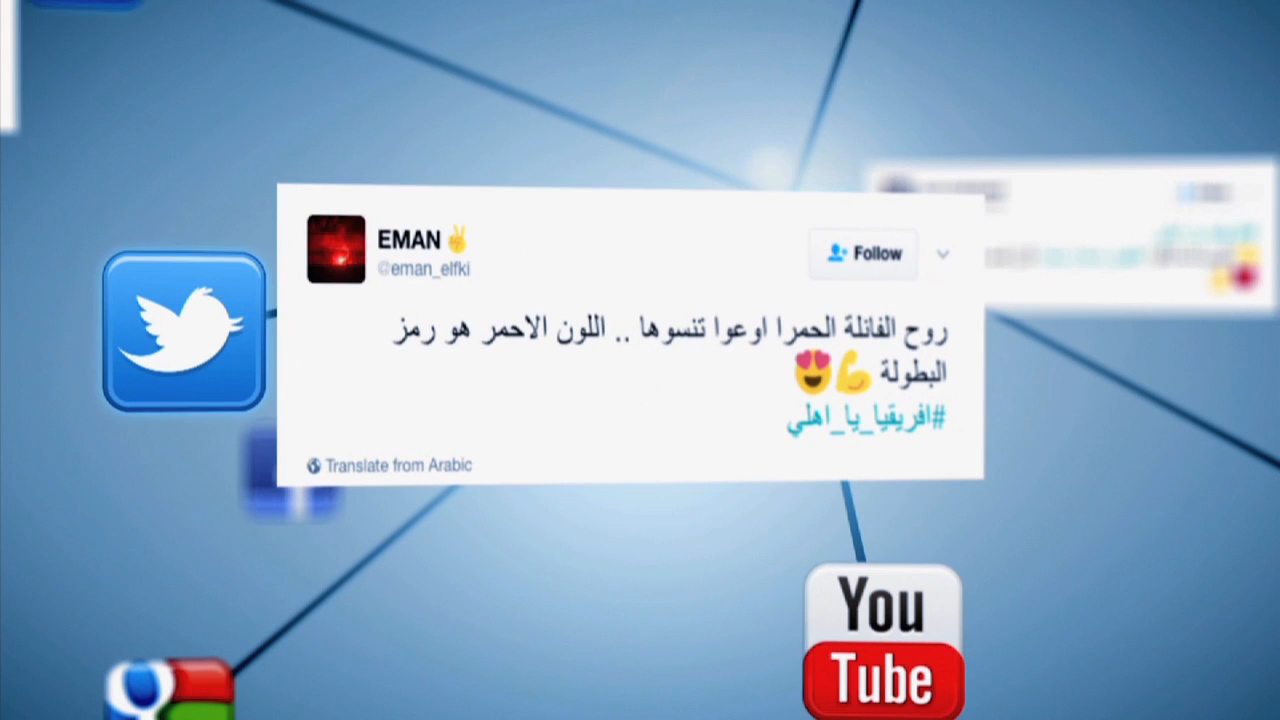 EMAN✌
@eman_elfki
Follow
روح الفانلة الحمرا اوعوا تنسوها .. اللون الاحمر هو رمز
البطولة 💪😍
#افريقيا_يا_اهلي
Translate from Arabic
You
Tube